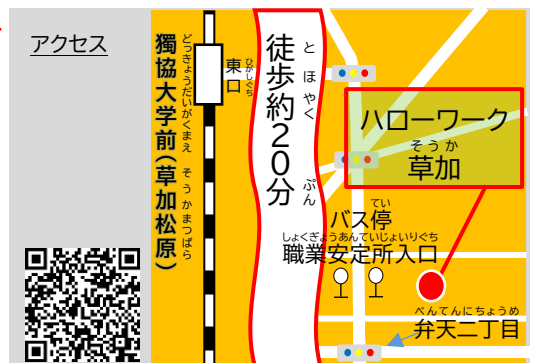 アクセス
どっきょうだいがくまえ　そうかまつばら
獨協大学前(草加松原)
ひがしぐち
東口
とほやく　ぷん
徒歩約20分
ハローワーク
そうか
草加
てい
バス停
しょくぎょうあんていじょいりぐち
職業安定所入口
べんてんにちょうめ
弁天二丁目